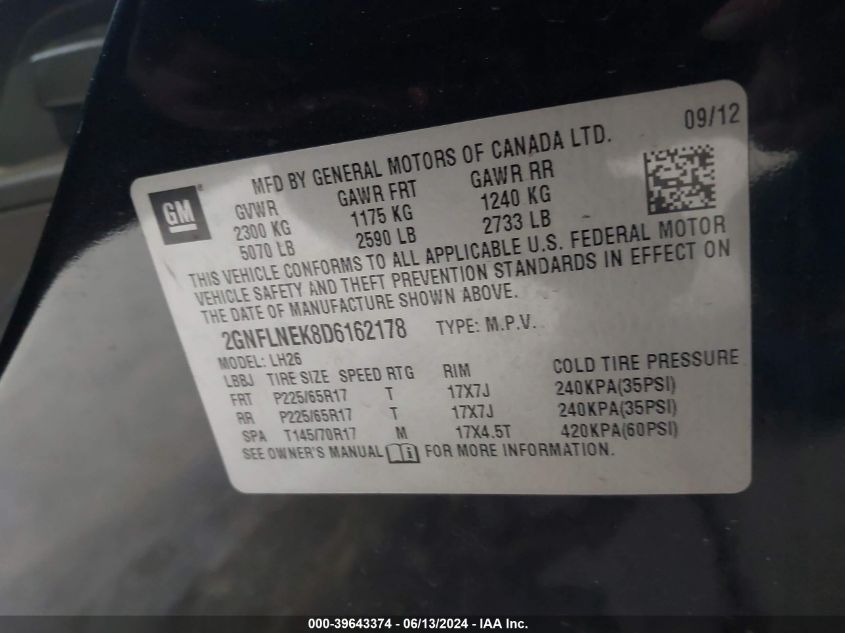 09/12
MFD BY GENERAL MOTORS OF CANADA LTD.
GM
GVWR GAWR FRT GAWR RR
2300 KG 1175 KG 1240 KG
5070 LB 2590 LB 2733 LB
THIS VEHICLE CONFORMS TO ALL APPLICABLE U.S. FEDERAL MOTOR
VEHICLE SAFETY AND THEFT PREVENTION STANDARDS IN EFFECT ON
THE DATE OF MANUFACTURE SHOWN ABOVE.
2GNFLNEK8D6162178 TYPE: M.P.V.
MODEL: LH26
LBBJ TIRE SIZE SPEED RTG RIM COLD TIRE PRESSURE
FRT P225/65R17 T 17X7J 240KPA(35PSI)
RR P225/65R17 T 17X7J 240KPA(35PSI)
SPA T145/70R17 M 17X4.5T 420KPA(60PSI)
SEE OWNER'S MANUAL FOR MORE INFORMATION.
000-39643374 - 06/13/2024 - IAA Inc.